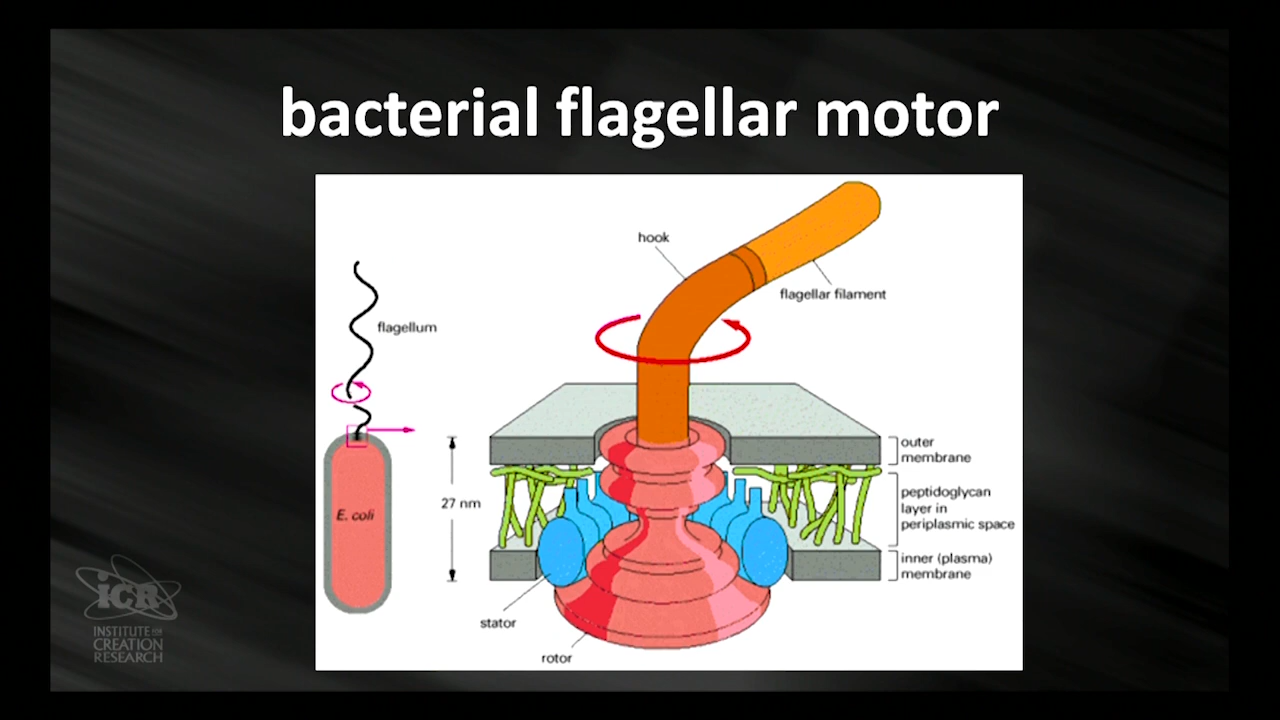 bacterial flagellar motor
hook
flagellar filament
flagellum
outer
membrane
27 nm
peptidoglycan
layer in
periplasmic space
E. coli
inner (plasma)
membrane
stator
rotor
iCR
INSTITUTE FOR
CREATION
RESEARCH